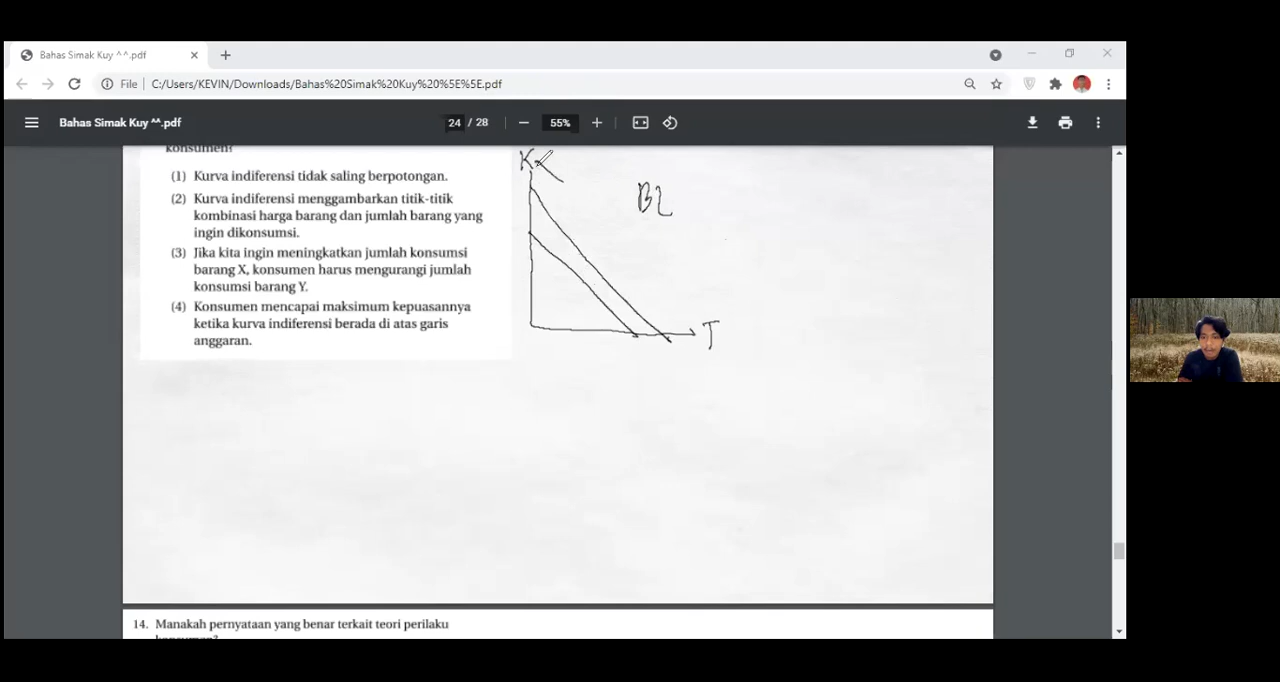 Bahas Simak Kuy ^^.pdf
File
C:/Users/KEVIN/Downloads/Bahas%20Simak%20Kuy%20%5E%5E.pdf
Bahas Simak Kuy ^^.pdf
24 / 28
55%
konsumen?
(1) Kurva indiferensi tidak saling berpotongan.
(2) Kurva indiferensi menggambarkan titik-titik
kombinasi harga barang dan jumlah barang yang
ingin dikonsumsi.
(3) Jika kita ingin meningkatkan jumlah konsumsi
barang X, konsumen harus mengurangi jumlah
konsumsi barang Y.
(4) Konsumen mencapai maksimum kepuasannya
ketika kurva indiferensi berada di atas garis
anggaran.
K
BL
T
14. Manakah pernyataan yang benar terkait teori perilaku
konsumen?